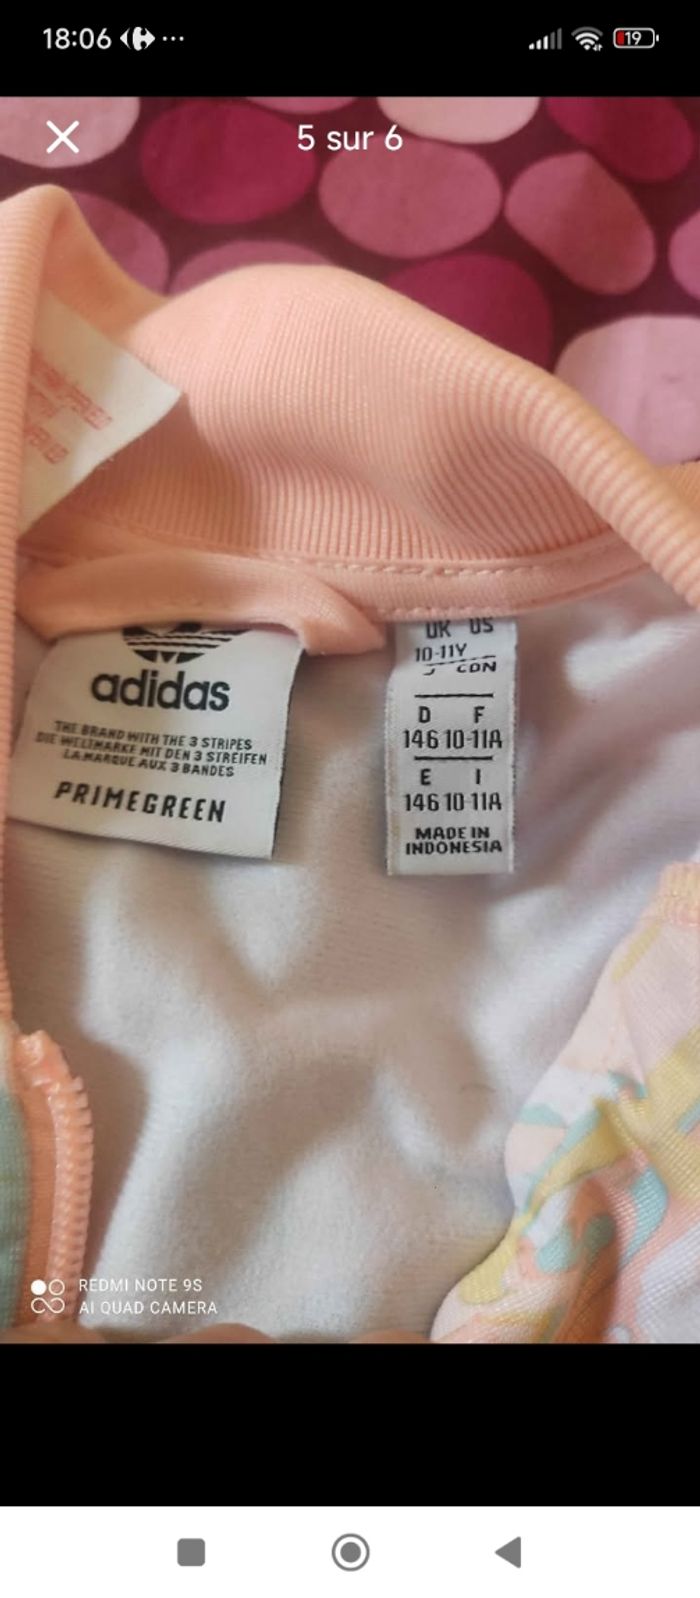 18:06
19
5 sur 6
adidas
THE BRAND WITH THE 3 STRIPES
DIE WELTMARKE MIT DEN 3 STREIFEN
LA MARQUE AUX 3 BANDES
PRIMEGREEN
UK US
10-11Y
J CDN
D F
146 10-11A
E I
146 10-11A
MADE IN
INDONESIA
REDMI NOTE 9S
AI QUAD CAMERA